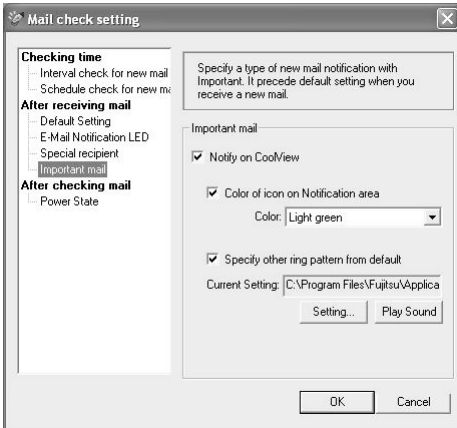 Mail check setting
Checking time
Interval check for new mail
Schedule check for new ma
After receiving mail
Default Setting
E-Mail Notification LED
Special recipient
Important mail
After checking mail
Power State
Specify a type of new mail notification with
Important. It precede default setting when you
receive a new mail.
Important mail
Notify on CoolView
Color of icon on Notification area
Color: Light green
Specify other ring pattern from default
Current Setting: C:\Program Files\Fujitsu\Applica
Setting... Play Sound
OK Cancel